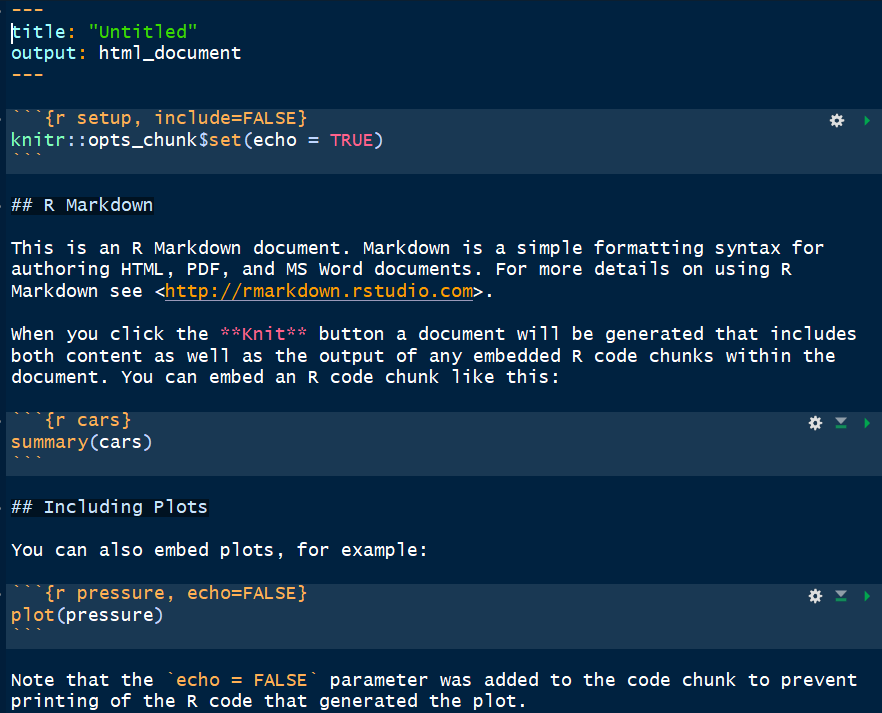 ---
title: "Untitled"
output: html_document
---
```{r setup, include=FALSE}
knitr::opts_chunk$set(echo = TRUE)
```
## R Markdown
This is an R Markdown document. Markdown is a simple formatting syntax for
authoring HTML, PDF, and MS Word documents. For more details on using R
Markdown see <http://rmarkdown.rstudio.com>.
When you click the **Knit** button a document will be generated that includes
both content as well as the output of any embedded R code chunks within the
document. You can embed an R code chunk like this:
```{r cars}
summary(cars)
```
## Including Plots
You can also embed plots, for example:
```{r pressure, echo=FALSE}
plot(pressure)
```
Note that the `echo = FALSE` parameter was added to the code chunk to prevent
printing of the R code that generated the plot.